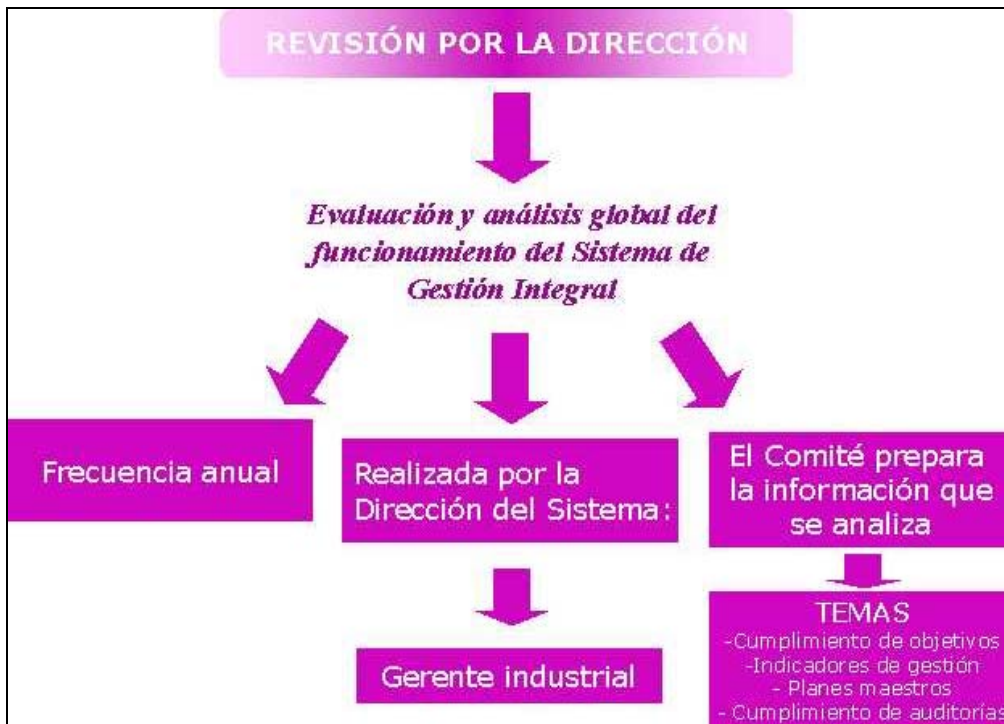 REVISIÓN POR LA DIRECCIÓN
Evaluación y análisis global del
funcionamiento del Sistema de
Gestión Integral
Frecuencia anual
Realizada por la
Dirección del Sistema:
El Comité prepara
la información que
se analiza
Gerente industrial
TEMAS
-Cumplimiento de objetivos
-Indicadores de gestión
- Planes maestros
- Cumplimiento de auditorías